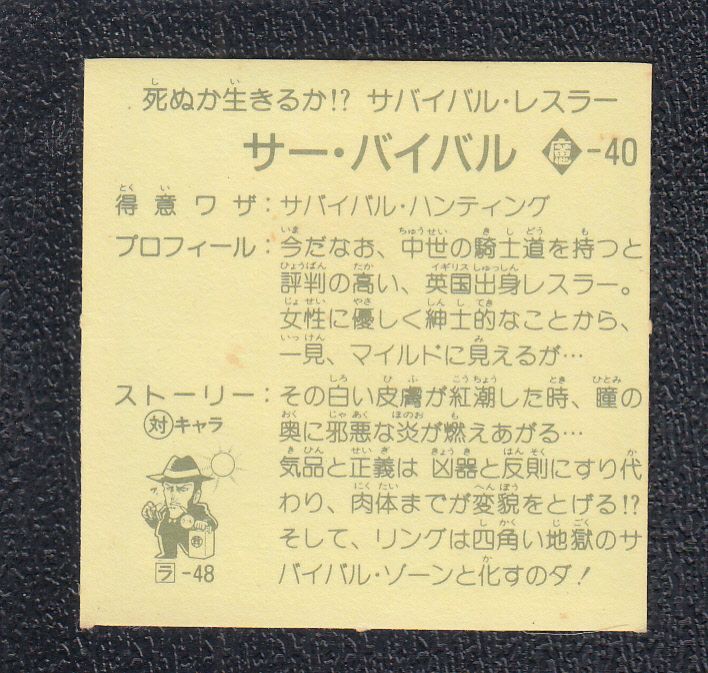 死ぬか生きるか!? サバイバル・レスラー
サー・バイバル 魔-40
得意ワザ：サバイバル・ハンティング
プロフィール：今だなお、中世の騎士道を持つと
評判の高い、英国出身レスラー。
女性に優しく紳士的なことから、
一見、マイルドに見えるが…
ストーリー：その白い皮膚が紅潮した時、瞳の
奥に邪悪な炎が燃えあがる…
気品と正義は 凶器と反則にすり代
わり、肉体までが変貌をとげる!?
そして、リングは四角い地獄のサ
バイバル・ゾーンと化すのダ！
対キャラ
ラ-48